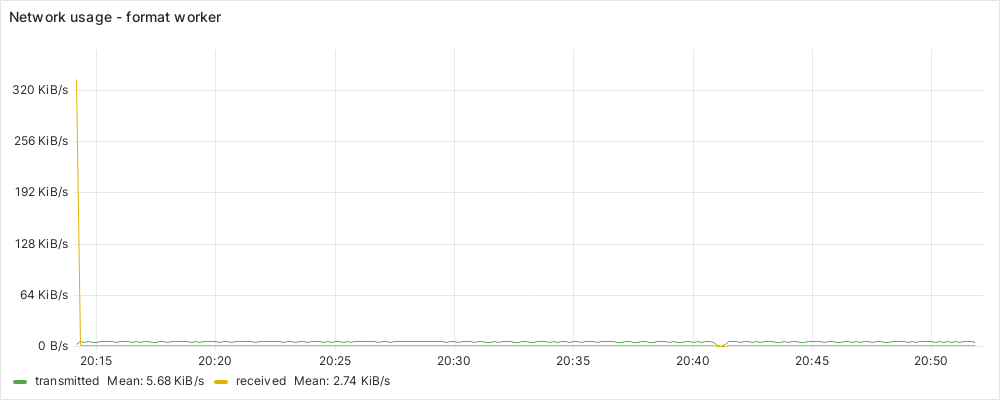 Network usage - format worker
320 KiB/s
256 KiB/s
192 KiB/s
128 KiB/s
64 KiB/s
0 B/s
20:15 20:20 20:25 20:30 20:35 20:40 20:45 20:50
transmitted Mean: 5.68 KiB/s received Mean: 2.74 KiB/s